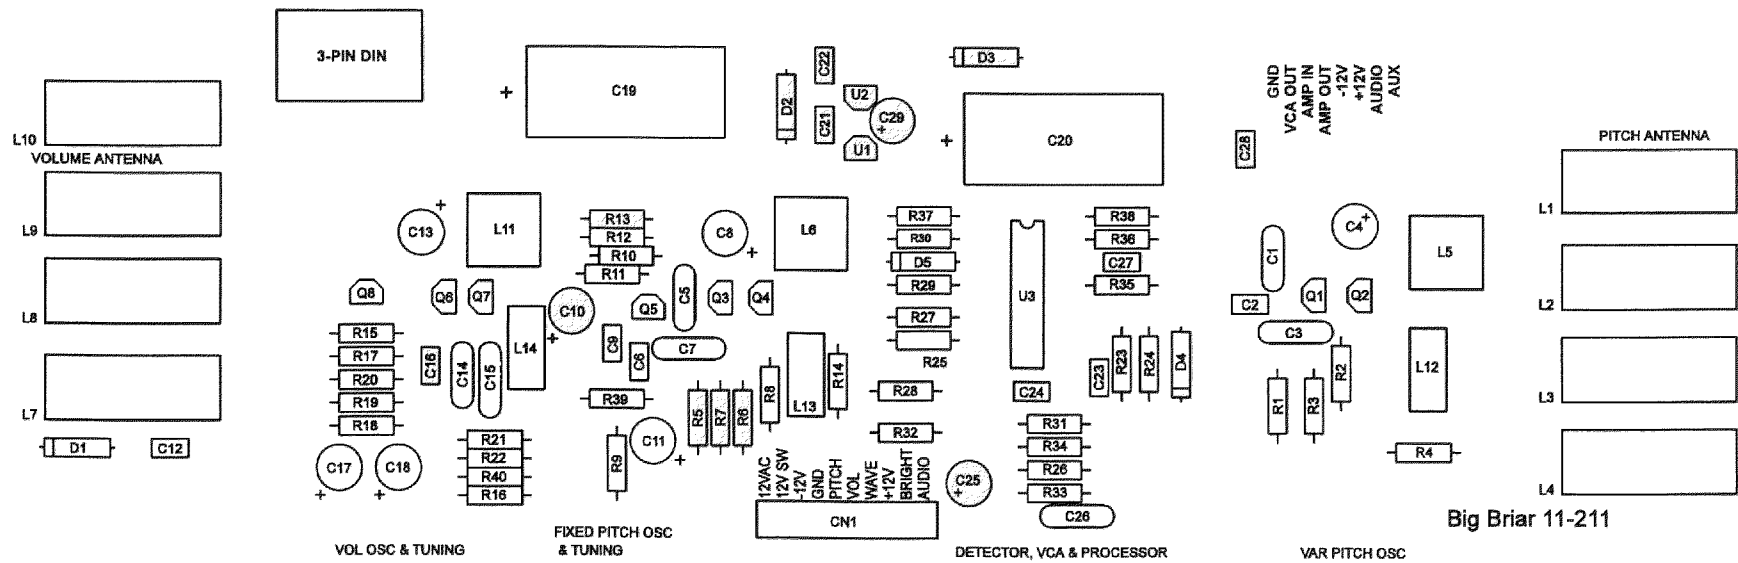 3-PIN DIN
C19
D2
C22
C21
U2
U1
C29
D3
C20
C28
GND
VCA OUT
AMP IN
AMP OUT
-12V
+12V
AUDIO
AUX
L10
VOLUME ANTENNA
L9
L8
L7
D1
C12
PITCH ANTENNA
L1
L2
L3
L4
C13
L11
R13
R12
R10
R11
C8
L6
R37
R30
D5
R29
R27
R25
R28
R32
U3
R38
R36
C27
R35
C1
C4
L5
C2
Q1
Q2
C3
R2
R1
R3
L12
R4
Q8
Q6
Q7
C10
Q5
C5
Q3
Q4
R15
R17
R20
R19
R18
C16
C14
C15
L14
C9
C6
C7
R39
R8
L13
R14
R5
R7
R6
C11
R9
C17
C18
R21
R22
R40
R16
C23
R23
R24
D4
C24
R31
R34
R26
R33
C26
C25
12VAC
12V SW
-12V
GND
PITCH
VOL
WAVE
+12V
BRIGHT
AUDIO
CN1
Big Briar 11-211
VOL OSC & TUNING
FIXED PITCH OSC
& TUNING
DETECTOR, VCA & PROCESSOR
VAR PITCH OSC